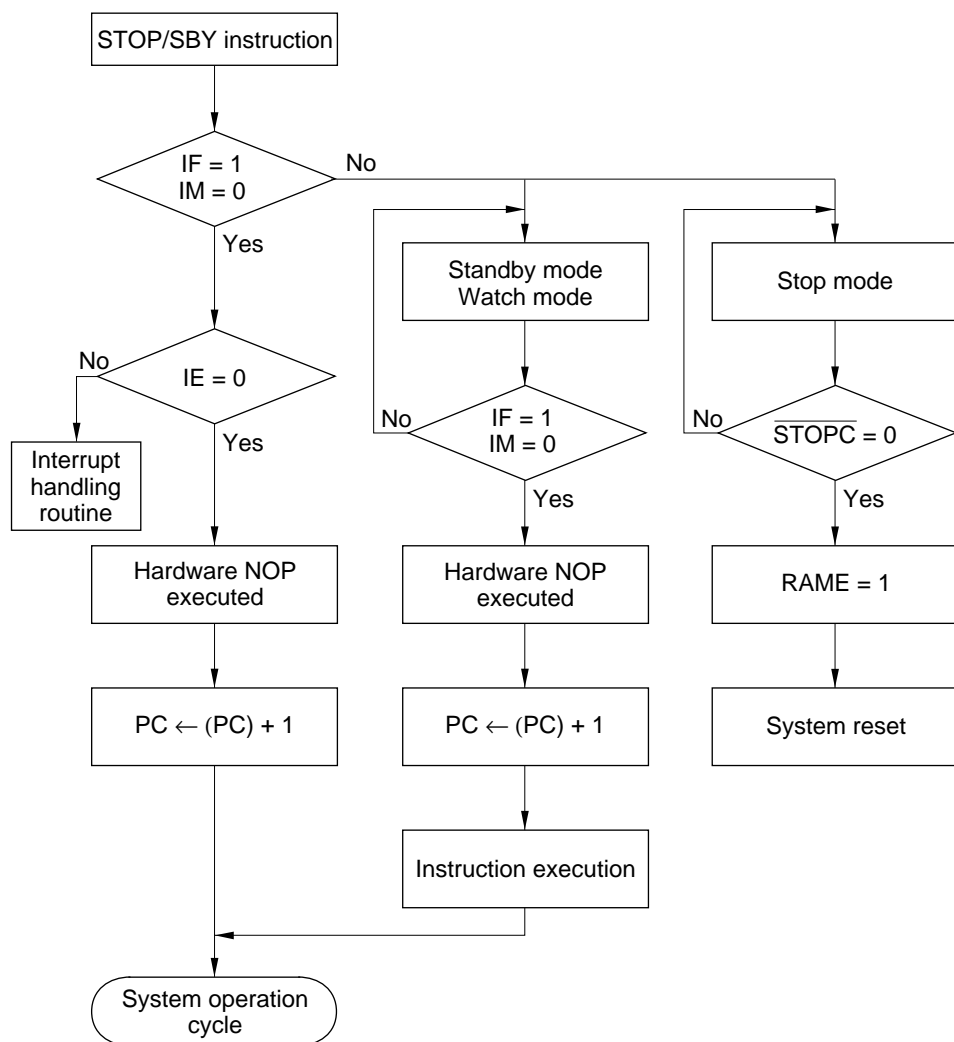 STOP/SBY instruction
IF = 1
IM = 0
No
Yes
IE = 0
No
Yes
Interrupt
handling
routine
Hardware NOP
executed
PC ← (PC) + 1
Standby mode
Watch mode
IF = 1
IM = 0
No
Yes
Hardware NOP
executed
PC ← (PC) + 1
Instruction execution
Stop mode
S̅T̅O̅P̅C̅ = 0
No
Yes
RAME = 1
System reset
System operation
cycle